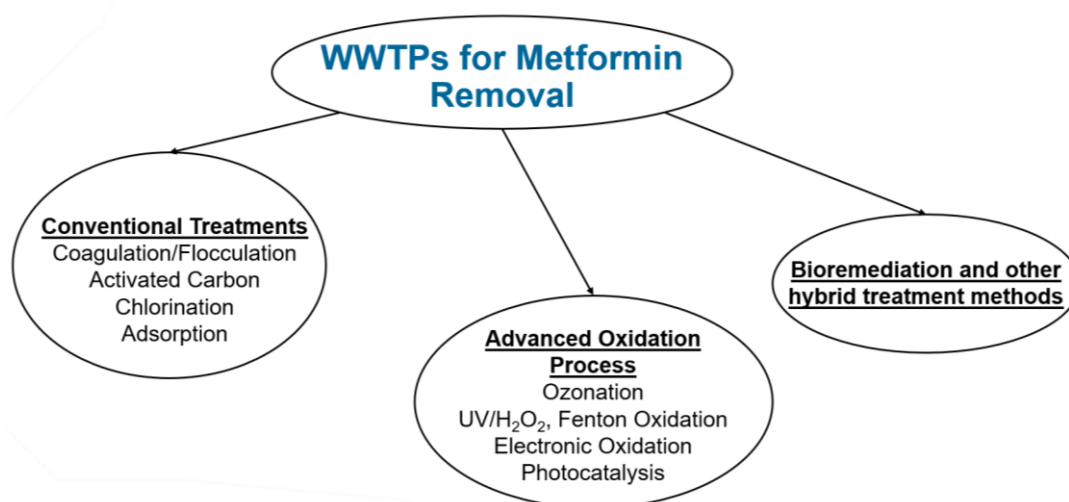 WWTPs for Metformin
Removal
Conventional Treatments
Coagulation/Flocculation
Activated Carbon
Chlorination
Adsorption
Advanced Oxidation
Process
Ozonation
UV/H₂O₂, Fenton Oxidation
Electronic Oxidation
Photocatalysis
Bioremediation and other
hybrid treatment methods